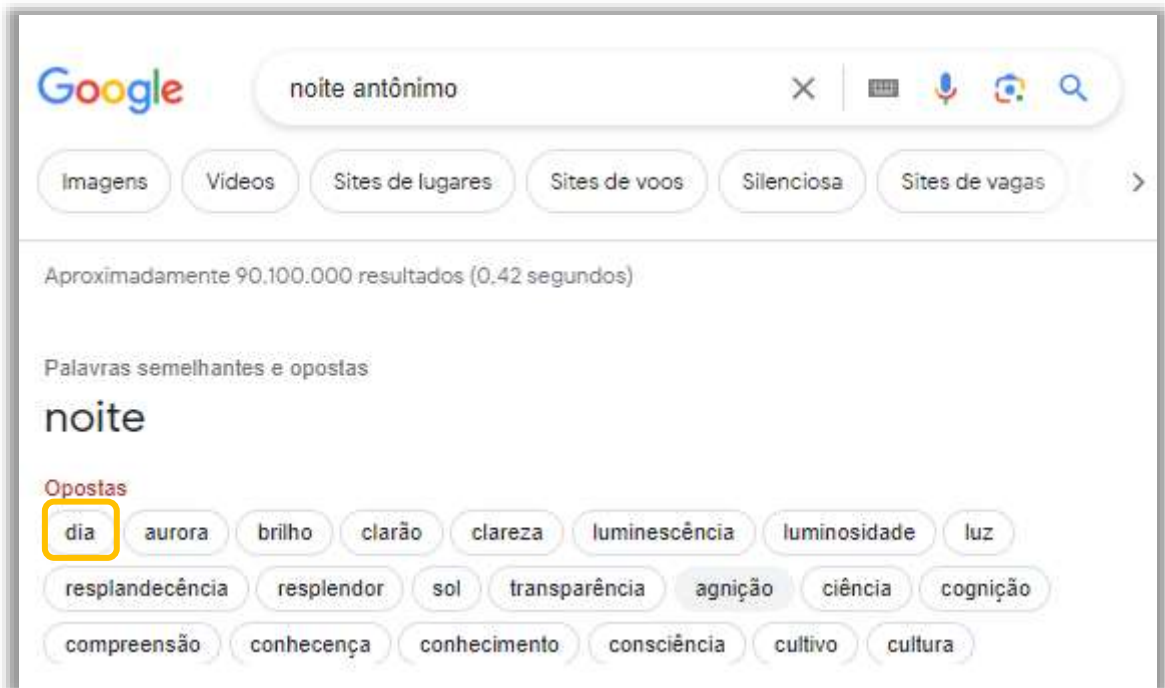 Google noite antônimo
Imagens Vídeos Sites de lugares Sites de voos Silenciosa Sites de vagas
Aproximadamente 90.100.000 resultados (0,42 segundos)
Palavras semelhantes e opostas
noite
Opostas
dia aurora brilho clarão clareza luminescência luminosidade luz
resplandecência resplendor sol transparência agnição ciência cognição
compreensão conhecença conhecimento consciência cultivo cultura